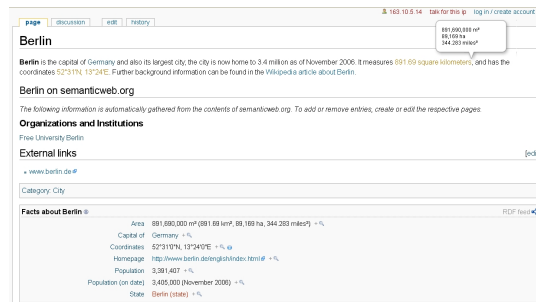 163.10.5.14 talk for this ip log in / create account
page discussion edit history
891,690,000 m²
89,169 ha
344.283 miles²
Berlin
Berlin is the capital of Germany and also its largest city; the city is now home to 3.4 million as of November 2006. It measures 891.69 square kilometers, and has the
coordinates 52°31'N, 13°24'E. Further background information can be found in the Wikipedia article about Berlin.
Berlin on semanticweb.org
The following information is automatically gathered from the contents of semanticweb.org. To add or remove entries, create or edit the respective pages.
Organizations and Institutions
Free University Berlin
External links [edi
www.berlin.de
Category: City
Facts about Berlin RDF feed
Area 891,690,000 m² (891.69 km², 89,169 ha, 344.283 miles²) +
Capital of Germany +
Coordinates 52°31'0"N, 13°24'0"E +
Homepage http://www.berlin.de/english/index.html +
Population 3,391,407 +
Population (on date) 3,405,000 (November 2006) +
State Berlin (state) +